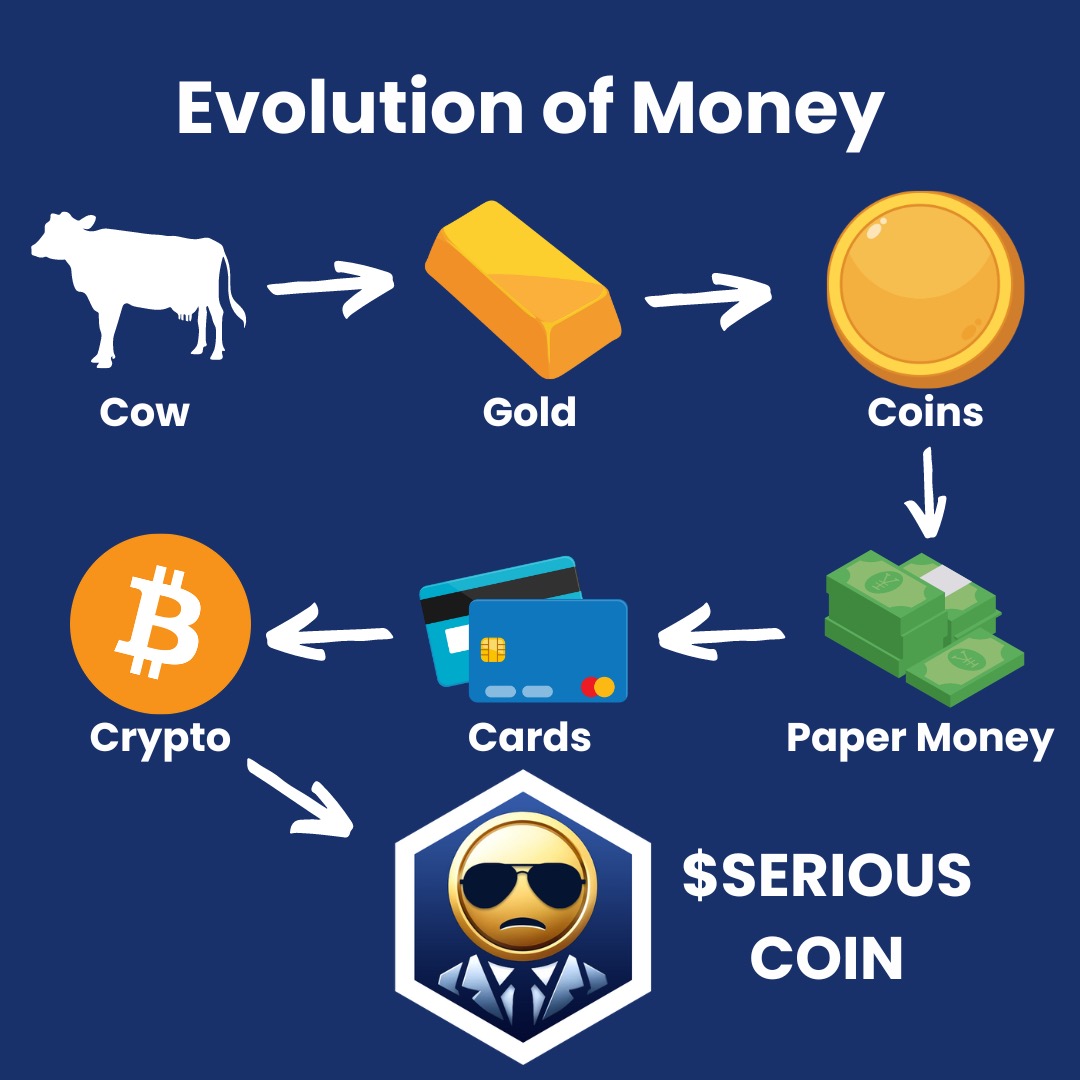 Evolution of Money
Cow
Gold
Coins
Crypto
Cards
Paper Money
$SERIOUS
COIN